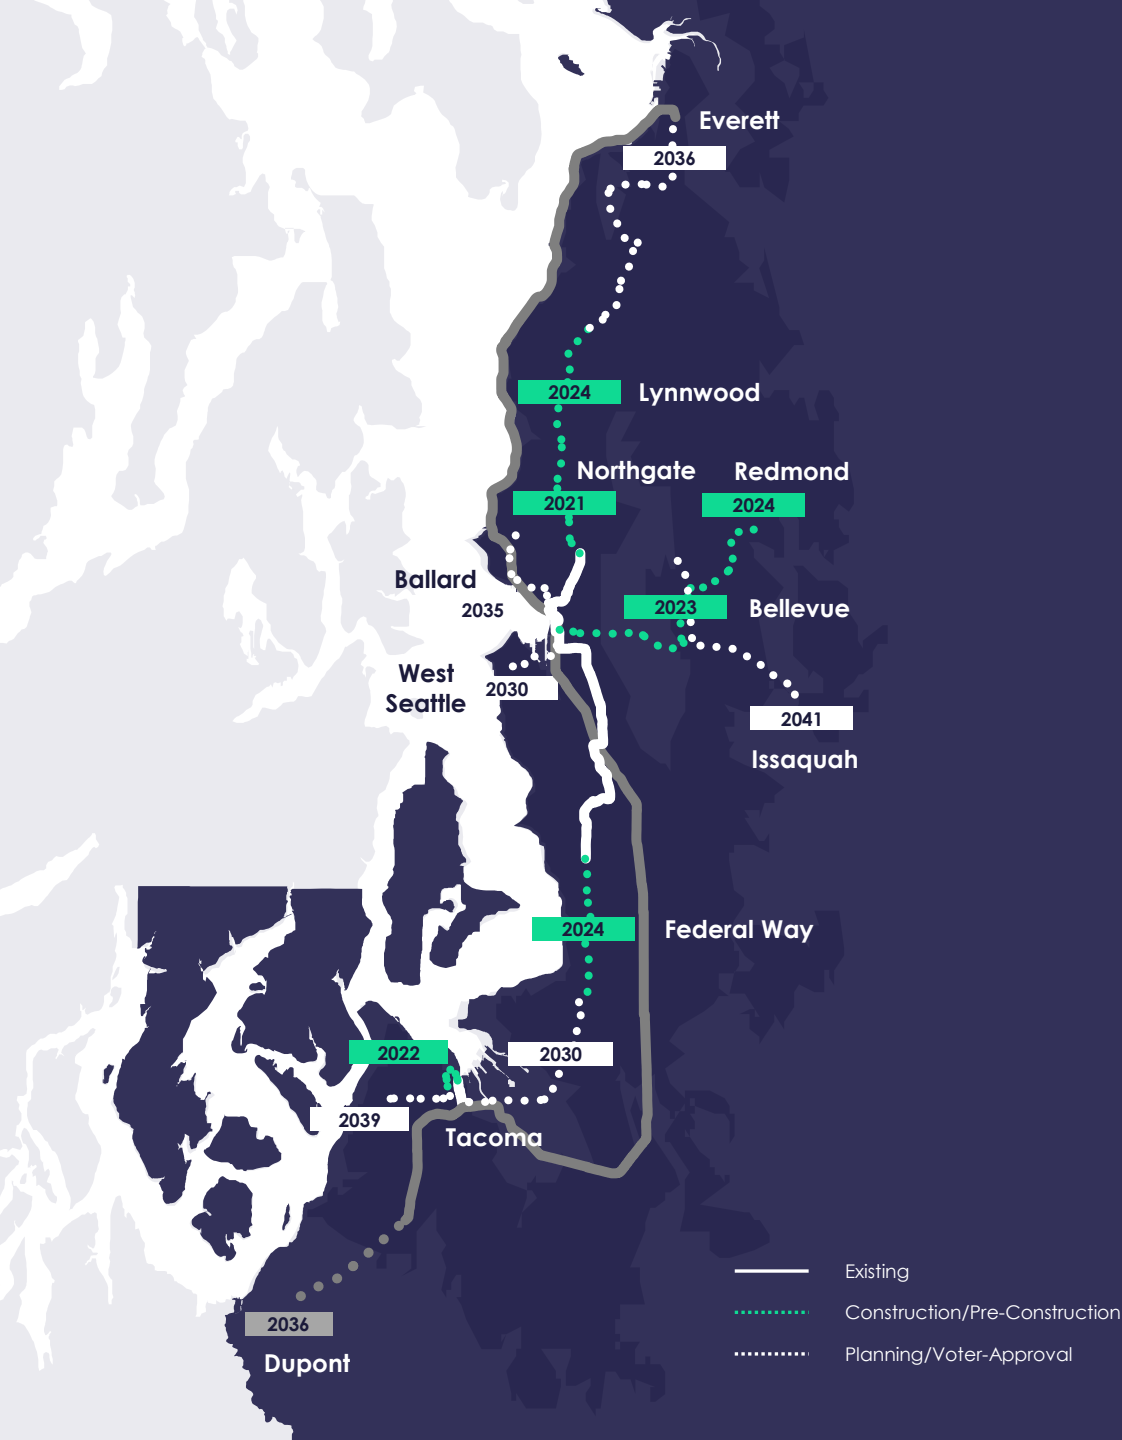 Everett
2036
2024
Lynnwood
Northgate
Redmond
2021
2024
Ballard
2035
2023
Bellevue
West
Seattle
2030
2041
Issaquah
2024
Federal Way
2022
2030
2039
Tacoma
Existing
Construction/Pre-Construction
Planning/Voter-Approval
2036
Dupont